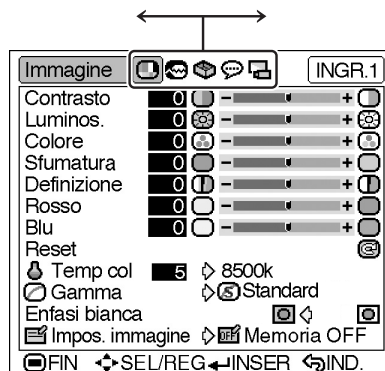 Immagine INGR.1
Contrasto 0 - +
Luminos. 0 - +
Colore 0 - +
Sfumatura 0 - +
Definizione 0 - +
Rosso 0 - +
Blu 0 - +
Reset
Temp col 5 8500k
Gamma S Standard
Enfasi bianca
Impos. immagine OFF Memoria OFF
FIN SEL/REG INSER IND.